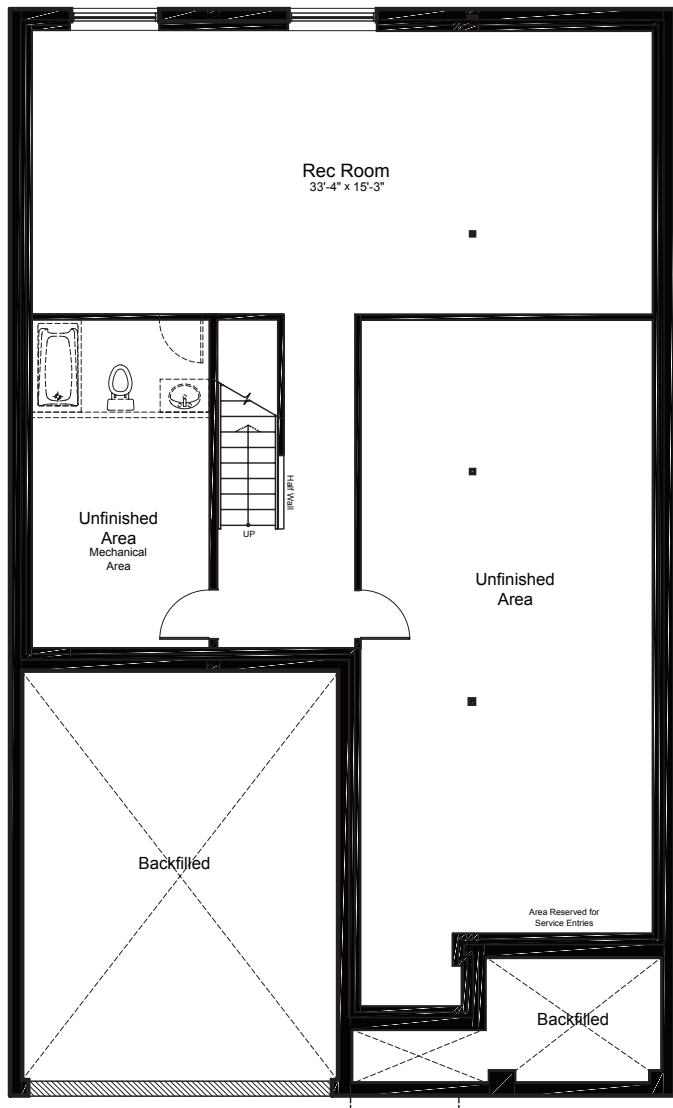 Rec Room
33'-4" x 15'-3"
Half Wall
UP
Unfinished
Area
Mechanical
Area
Unfinished
Area
Backfilled
Area Reserved for
Service Entries
Backfilled